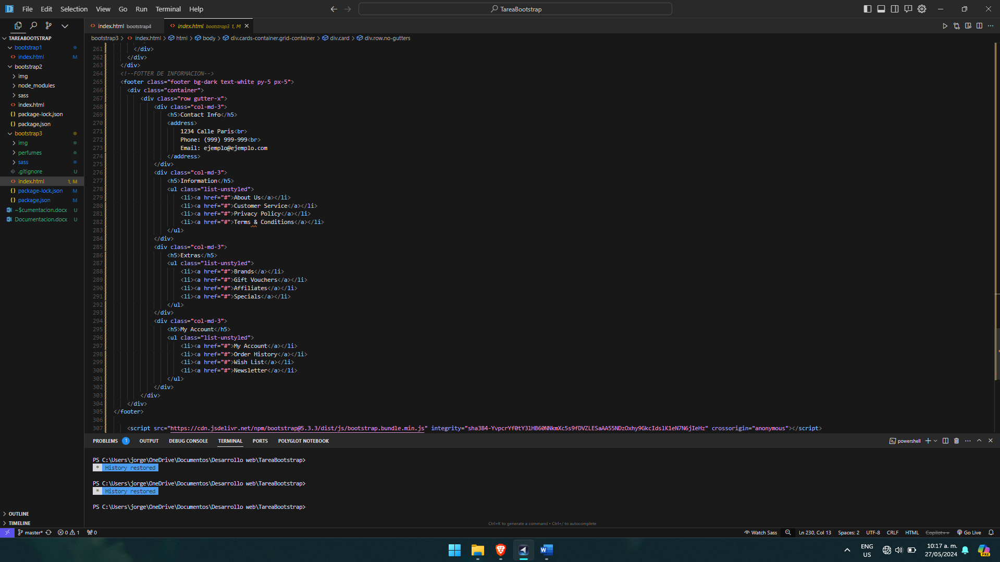 File Edit Selection View Go Run Terminal Help
TareaBootstrap
index.html bootstrap4
index.html bootstrap3 1, M
bootstrap3 > index.html > html > body > div.cards-container.grid-container > div.card > div.row.no-gutters
TAREABOOTSTRAP
bootstrap1
index.html M
bootstrap2
img
node_modules
sass
index.html
package-lock.json
package.json
bootstrap3
img
perfumes
sass
.gitignore U
index.html 1, M
package-lock.json M
package.json M
~$cumentacion.docx U
Documentacion.docx U
OUTLINE
TIMELINE
261 </div>
262 </div>
263 </div>
264 <!--FOTTER DE INFORMACION-->
265 <footer class="footer bg-dark text-white py-5 px-5">
266 <div class="container">
267 <div class="row gutter-x">
268 <div class="col-md-3">
269 <h5>Contact Info</h5>
270 <address>
271 1234 Calle Paris<br>
272 Phone: (999) 999-999<br>
273 Email: ejemplo@ejemplo.com
274 </address>
275 </div>
276 <div class="col-md-3">
277 <h5>Information</h5>
278 <ul class="list-unstyled">
279 <li><a href="#">About Us</a></li>
280 <li><a href="#">Customer Service</a></li>
281 <li><a href="#">Privacy Policy</a></li>
282 <li><a href="#">Terms & Conditions</a></li>
283 </ul>
284 </div>
285 <div class="col-md-3">
286 <h5>Extras</h5>
287 <ul class="list-unstyled">
288 <li><a href="#">Brands</a></li>
289 <li><a href="#">Gift Vouchers</a></li>
290 <li><a href="#">Affiliates</a></li>
291 <li><a href="#">Specials</a></li>
292 </ul>
293 </div>
294 <div class="col-md-3">
295 <h5>My Account</h5>
296 <ul class="list-unstyled">
297 <li><a href="#">My Account</a></li>
298 <li><a href="#">Order History</a></li>
299 <li><a href="#">Wish List</a></li>
300 <li><a href="#">Newsletter</a></li>
301 </ul>
302 </div>
303 </div>
304 </div>
305 </footer>
306
307 <script src="https://cdn.jsdelivr.net/npm/bootstrap@5.3.3/dist/js/bootstrap.bundle.min.js" integrity="sha384-YvpcrYf0tY3lHB60NNkmXc5s9fDVZLESaAA55NDzOxhy9GkcIdslK1eN7N6jIeHz" crossorigin="anonymous"></script>
PROBLEMS 1 OUTPUT DEBUG CONSOLE TERMINAL PORTS POLYGLOT NOTEBOOK
powershell
PS C:\Users\jorge\OneDrive\Documentos\Desarrollo web\TareaBootstrap>
* History restored
PS C:\Users\jorge\OneDrive\Documentos\Desarrollo web\TareaBootstrap>
* History restored
PS C:\Users\jorge\OneDrive\Documentos\Desarrollo web\TareaBootstrap>
Ctrl+K to generate a command • Ctrl+/ to autocomplete
master* 0 1 0
Watch Sass Ln 230, Col 13 Spaces: 2 UTF-8 CRLF HTML Copilot++ Go Live
ENG
US
10:17 a. m.
27/05/2024
PRE